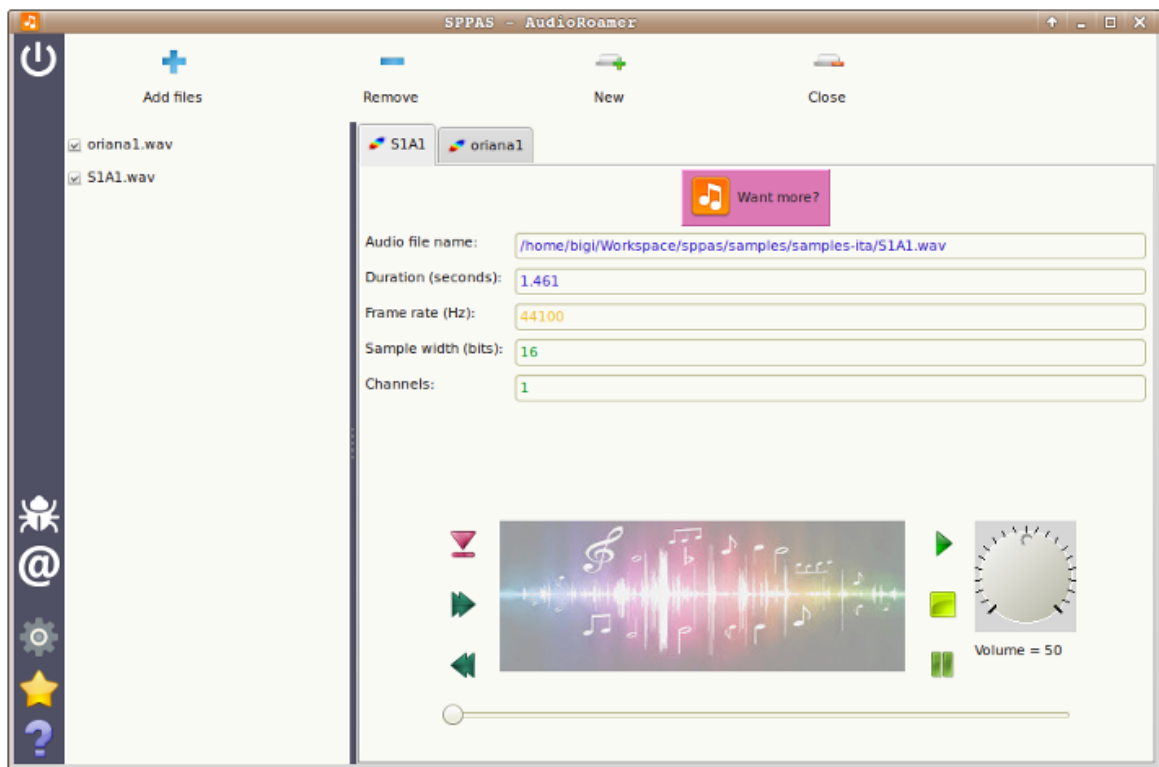 SPPAS - AudioRoamer
Add files
Remove
New
Close
oriana1.wav
S1A1.wav
S1A1
oriana1
Want more?
Audio file name: /home/bigi/Workspace/sppas/samples/samples-ita/S1A1.wav
Duration (seconds): 1.461
Frame rate (Hz): 44100
Sample width (bits): 16
Channels: 1
@
Volume = 50
?